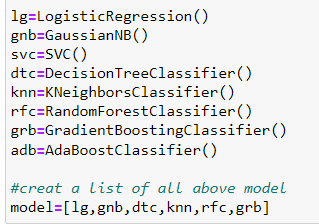 lg=LogisticRegression()
gnb=GaussianNB()
svc=SVC()
dtc=DecisionTreeClassifier()
knn=KNeighborsClassifier()
rfc=RandomForestClassifier()
grb=GradientBoostingClassifier()
adb=AdaBoostClassifier()
#creat a list of all above model
model=[lg,gnb,dtc,knn,rfc,grb]